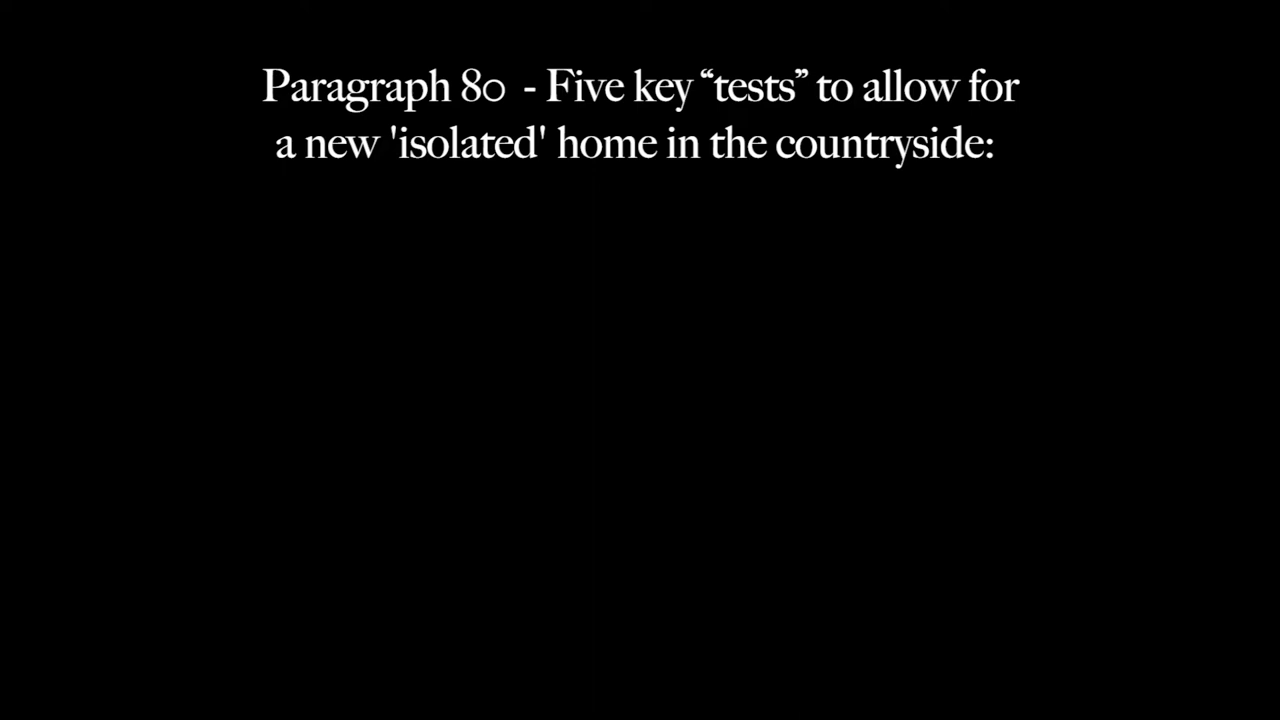 Paragraph 80  - Five key “tests” to allow for
a new 'isolated' home in the countryside: